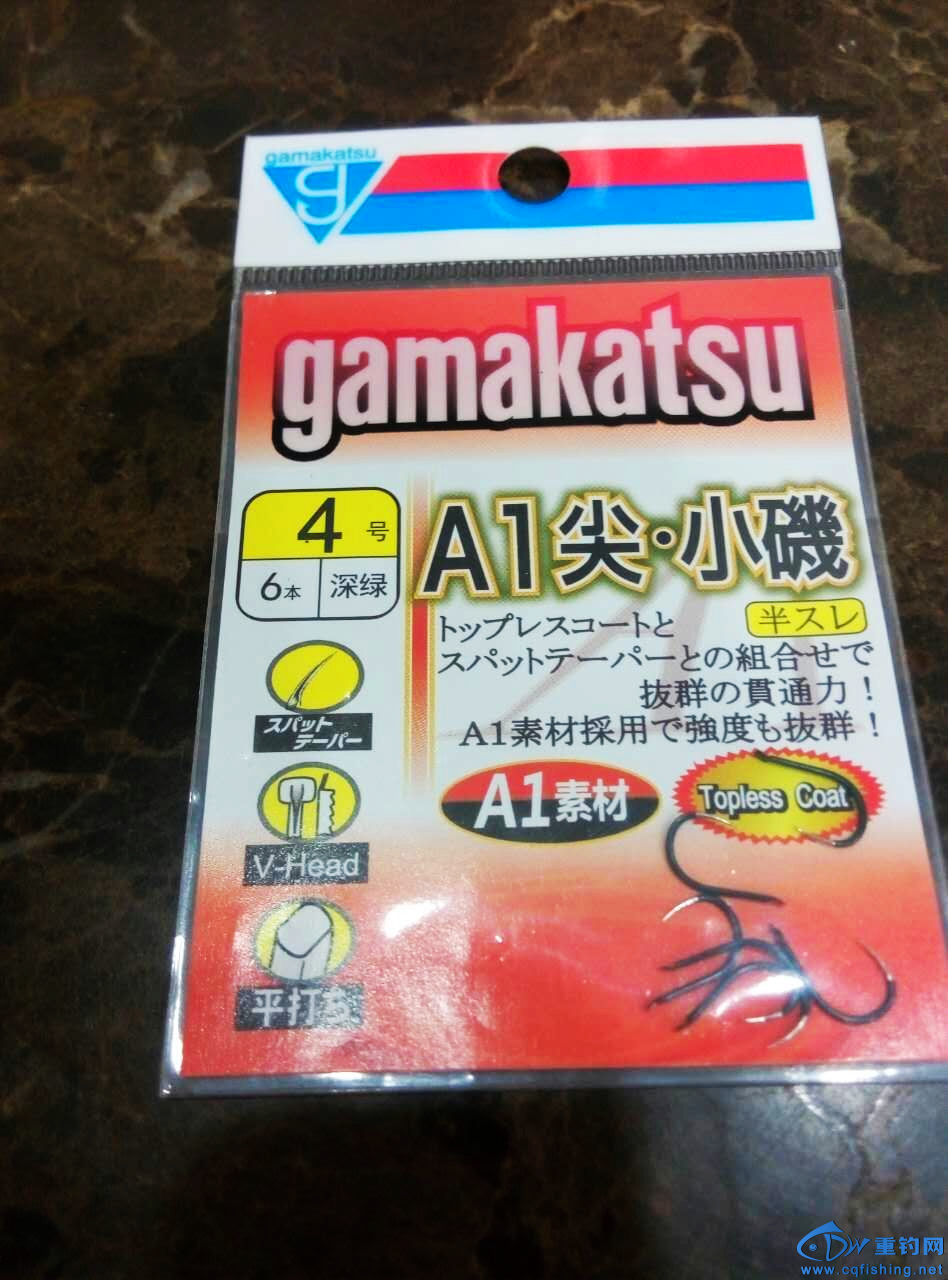 gamakatsu
g
gamakatsu
4号
6本 深绿
A1尖・小磯
半スレ
トップレスコートと
スパットテーパーとの組合せで
抜群の貫通力！
A1素材採用で強度も抜群！
スパット
テーパー
A1素材
Topless Coat
V-Head
平打ち
DW重钓网
www.cqfishing.net